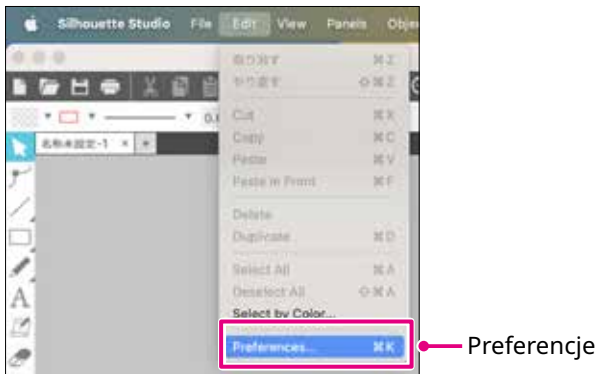 Silhouette Studio File Edit View Panels Obje
取り消す ⌘Z
やり直す ⇧⌘Z
0.
Cut ⌘X
名称未設定-1 × +
Copy ⌘C
Paste ⌘V
Paste in Front ⌘F
Delete
Duplicate ⌘D
Select All ⌘A
Deselect All ⇧⌘A
Select by Color...
Preferences... ⌘K
Preferencje